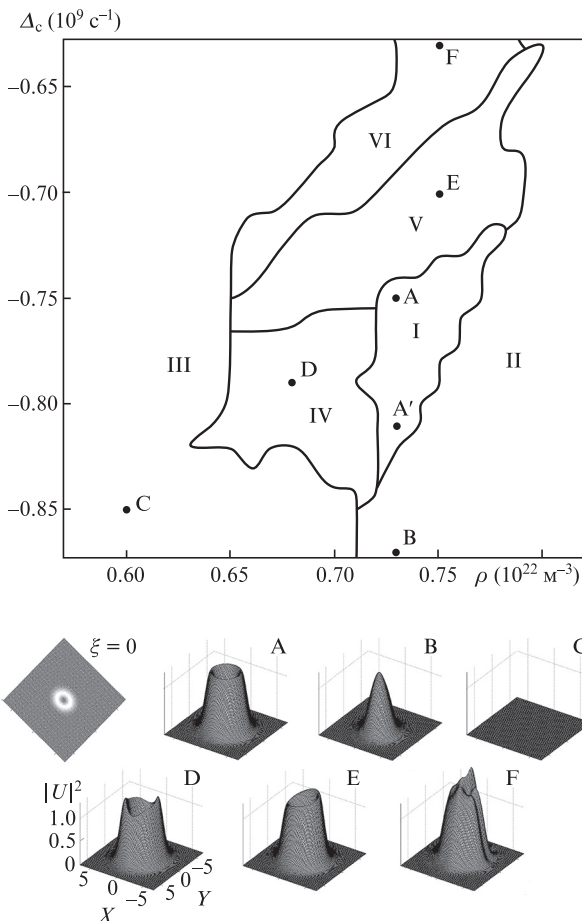 Δc (10⁹ c⁻¹)
F
−0.65
VI
E
−0.70
V
−0.75
A
I
III
II
D
−0.80
IV
A′
−0.85
C
B
0.60 0.65 0.70 0.75 ρ (10²² м⁻³)
ξ = 0 A B C
D E F
|U|²
1.0
0.5
0
5 0 −5 5 0 −5
X Y